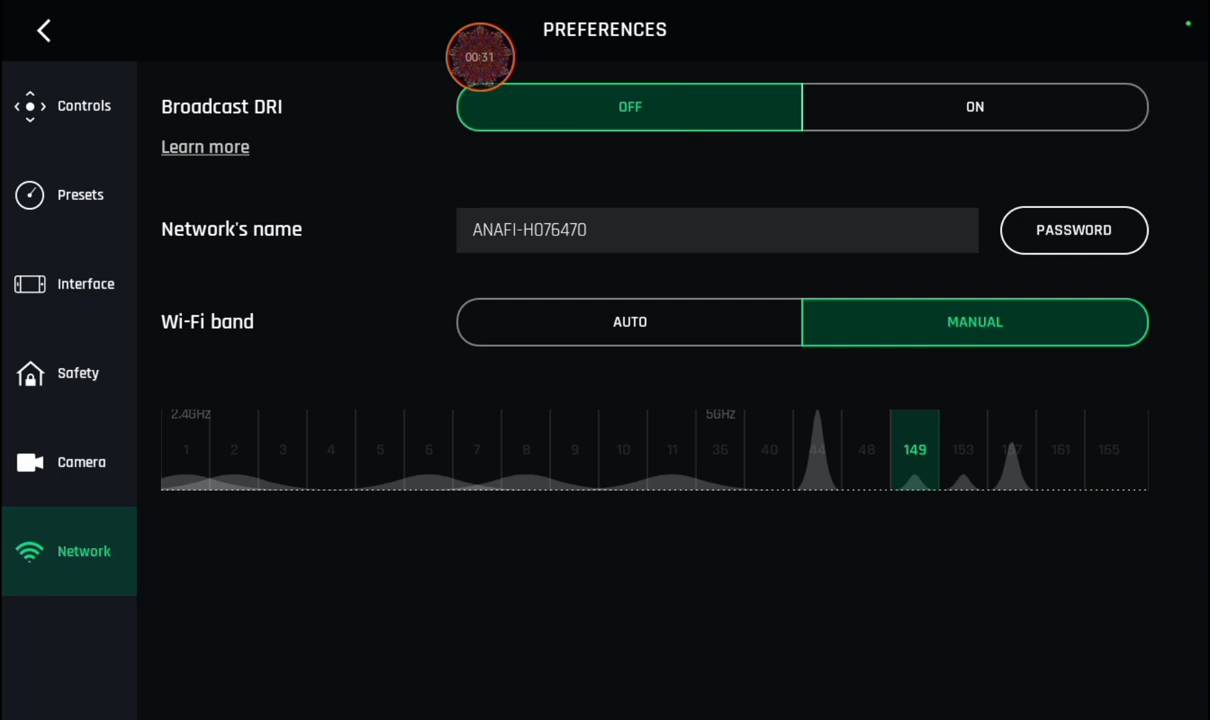 PREFERENCES
00:31
Controls
Presets
Interface
Safety
Camera
Network
Broadcast DRI
OFF
ON
Learn more
Network's name
ANAFI-H076470
PASSWORD
Wi-Fi band
AUTO
MANUAL
2.4GHz
5GHz
1 2 3 4 5 6 7 8 9 10 11 36 40 44 48 149 153 157 161 165